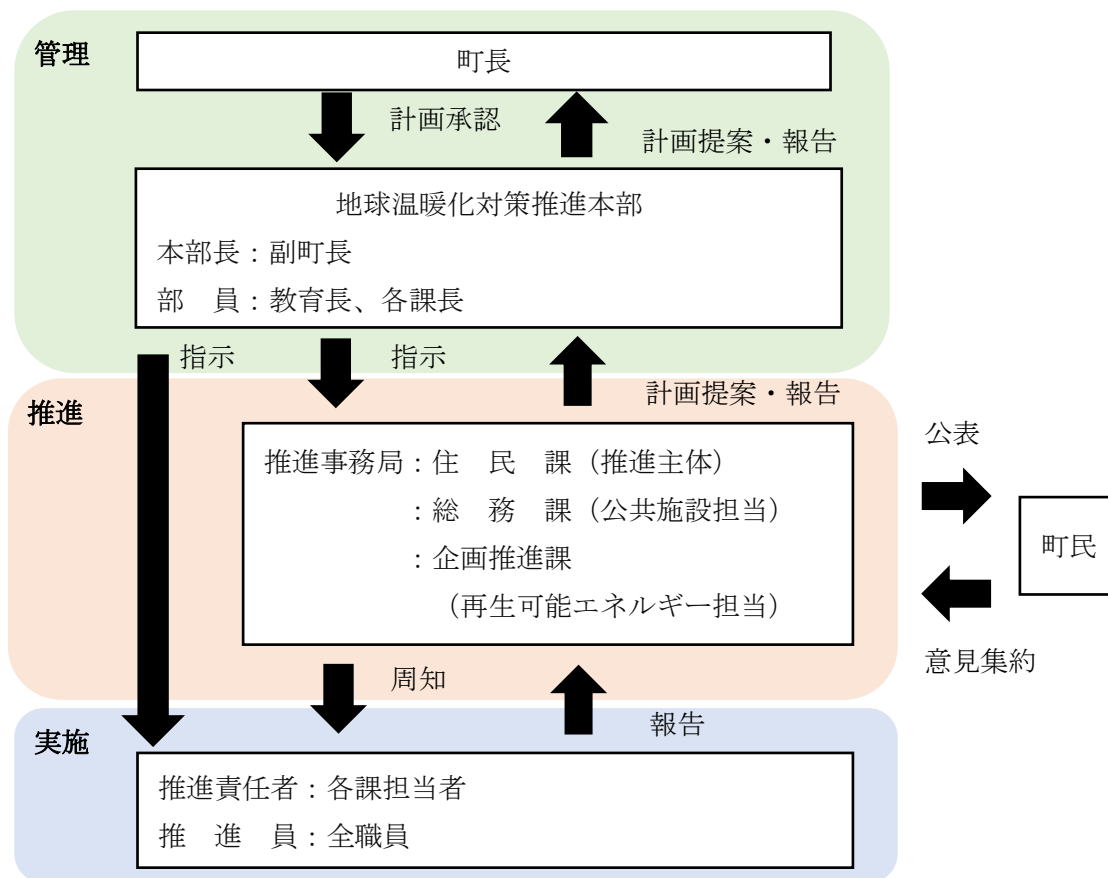 管理
町長
計画承認
計画提案・報告
地球温暖化対策推進本部
本部長：副町長
部　員：教育長、各課長
指示
指示
計画提案・報告
推進
推進事務局：住　民　課（推進主体）
：総　務　課（公共施設担当）
：企画推進課
（再生可能エネルギー担当）
公表
町民
意見集約
周知
報告
実施
推進責任者：各課担当者
推　進　員：全職員